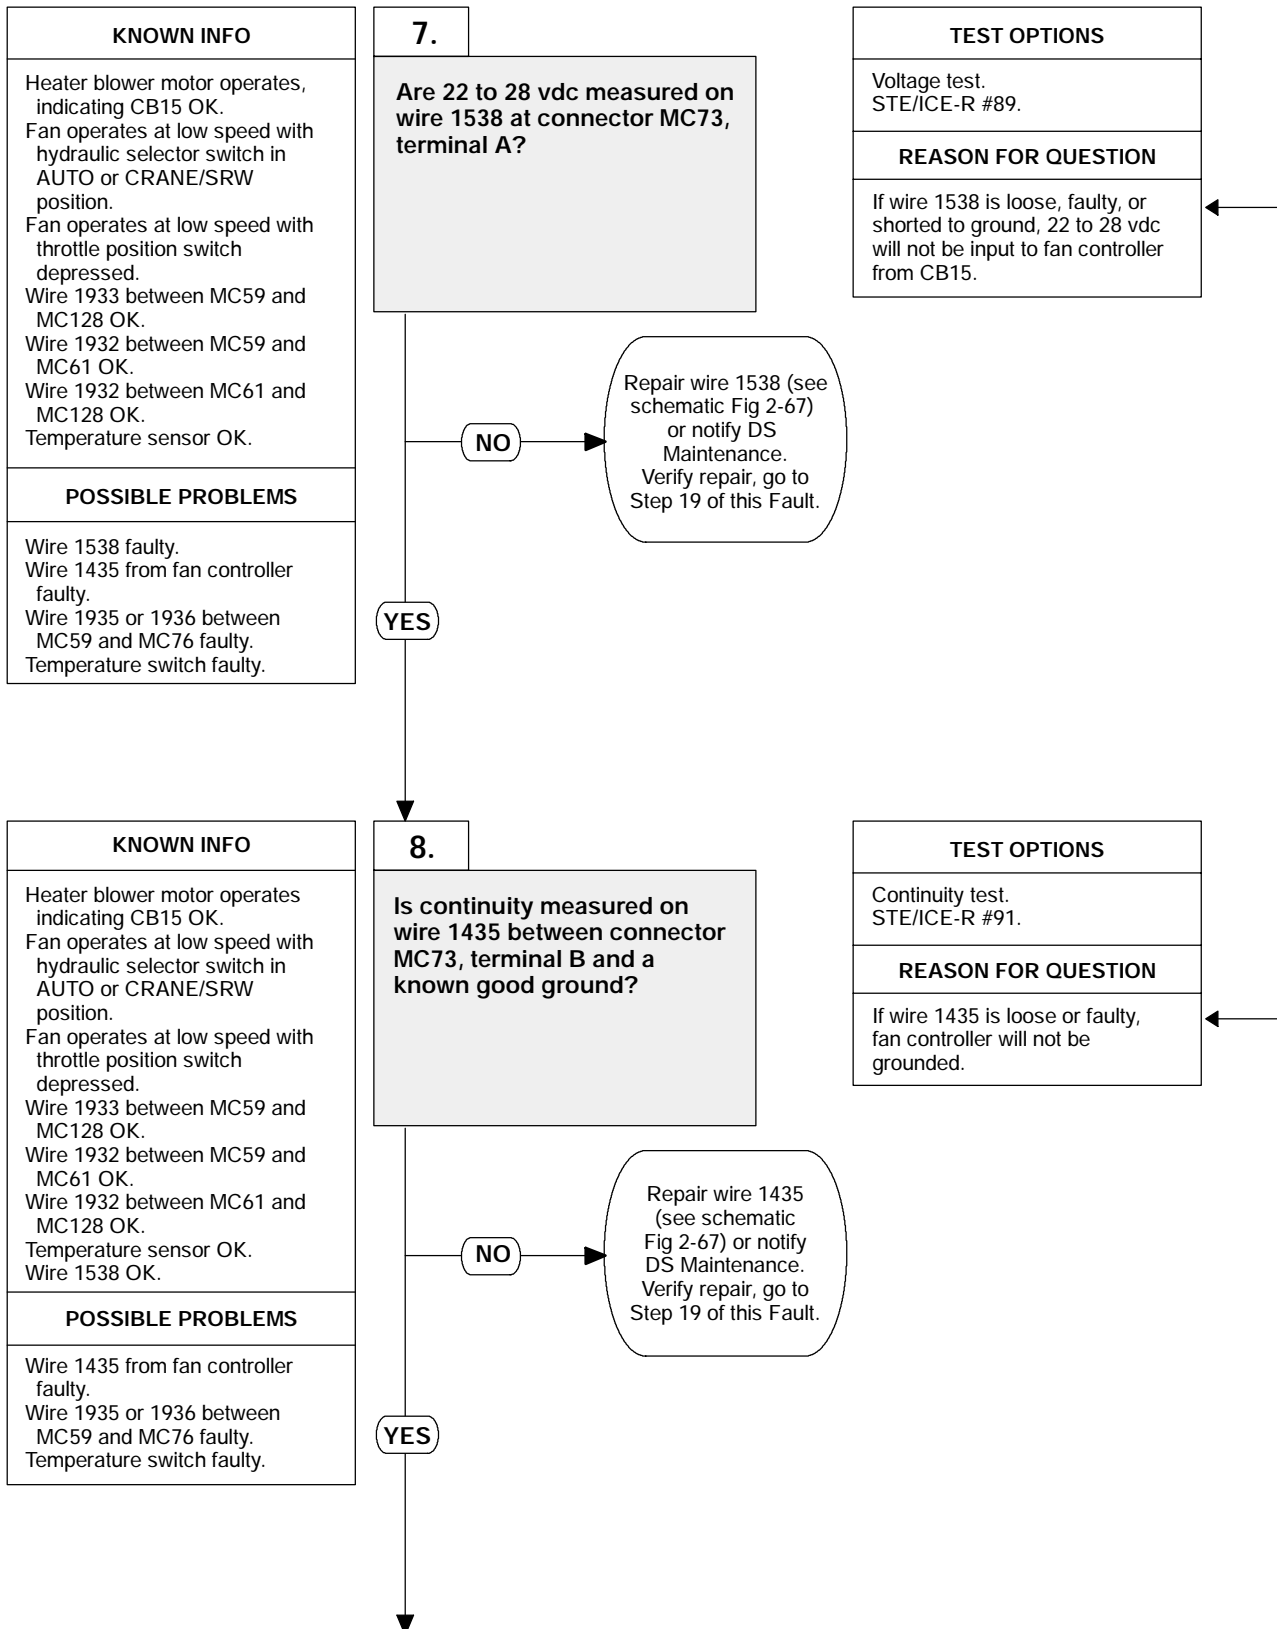 KNOWN INFO
Heater blower motor operates,
indicating CB15 OK.
Fan operates at low speed with
hydraulic selector switch in
AUTO or CRANE/SRW
position.
Fan operates at low speed with
throttle position switch
depressed.
Wire 1933 between MC59 and
MC128 OK.
Wire 1932 between MC59 and
MC61 OK.
Wire 1932 between MC61 and
MC128 OK.
Temperature sensor OK.
POSSIBLE PROBLEMS
Wire 1538 faulty.
Wire 1435 from fan controller
faulty.
Wire 1935 or 1936 between
MC59 and MC76 faulty.
Temperature switch faulty.
7.
Are 22 to 28 vdc measured on
wire 1538 at connector MC73,
terminal A?
NO
Repair wire 1538 (see
schematic Fig 2-67)
or notify DS
Maintenance.
Verify repair, go to
Step 19 of this Fault.
YES
TEST OPTIONS
Voltage test.
STE/ICE-R #89.
REASON FOR QUESTION
If wire 1538 is loose, faulty, or
shorted to ground, 22 to 28 vdc
will not be input to fan controller
from CB15.
KNOWN INFO
Heater blower motor operates
indicating CB15 OK.
Fan operates at low speed with
hydraulic selector switch in
AUTO or CRANE/SRW
position.
Fan operates at low speed with
throttle position switch
depressed.
Wire 1933 between MC59 and
MC128 OK.
Wire 1932 between MC59 and
MC61 OK.
Wire 1932 between MC61 and
MC128 OK.
Temperature sensor OK.
Wire 1538 OK.
POSSIBLE PROBLEMS
Wire 1435 from fan controller
faulty.
Wire 1935 or 1936 between
MC59 and MC76 faulty.
Temperature switch faulty.
8.
Is continuity measured on
wire 1435 between connector
MC73, terminal B and a
known good ground?
NO
Repair wire 1435
(see schematic
Fig 2-67) or notify
DS Maintenance.
Verify repair, go to
Step 19 of this Fault.
YES
TEST OPTIONS
Continuity test.
STE/ICE-R #91.
REASON FOR QUESTION
If wire 1435 is loose or faulty,
fan controller will not be
grounded.